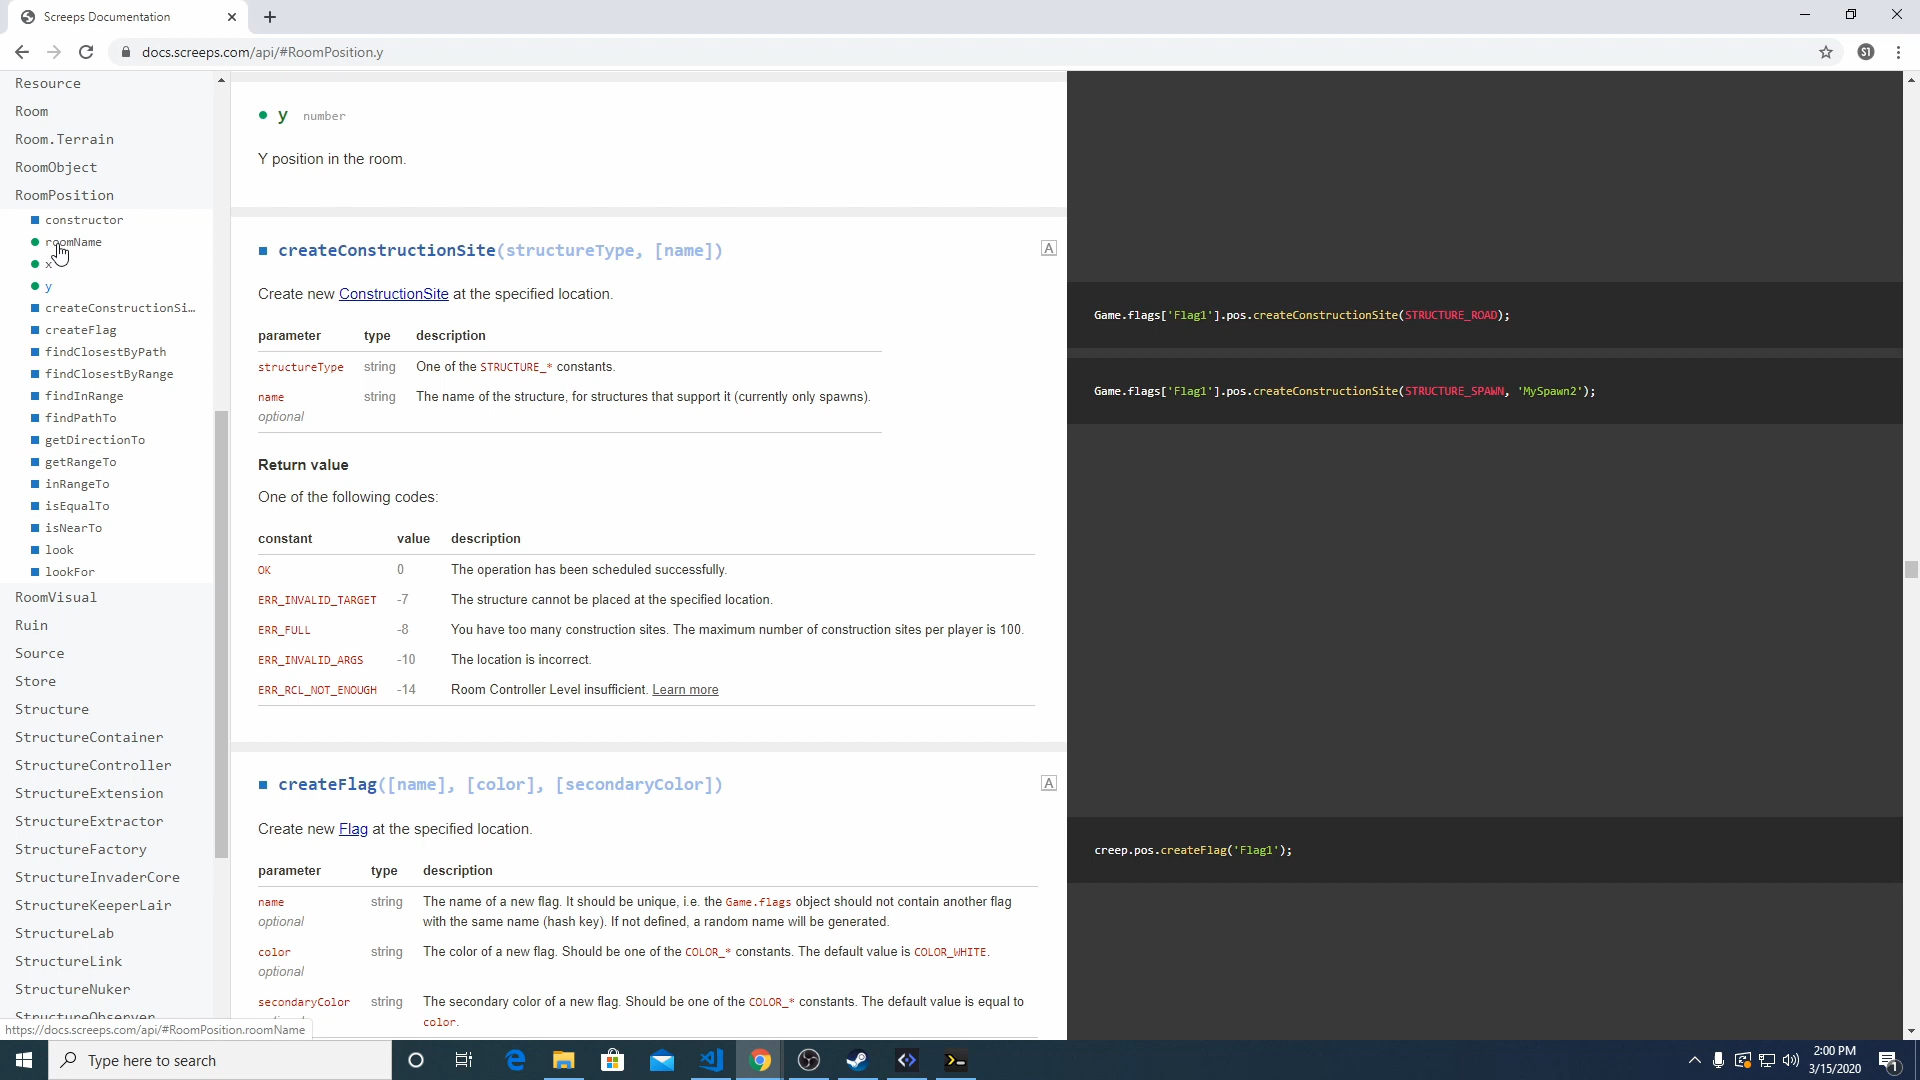 Screeps Documentation
docs.screeps.com/api/#RoomPosition.y
S1
Resource
Room
Room.Terrain
RoomObject
RoomPosition
constructor
roomName
x
y
createConstructionSi…
createFlag
findClosestByPath
findClosestByRange
findInRange
findPathTo
getDirectionTo
getRangeTo
inRangeTo
isEqualTo
isNearTo
look
lookFor
RoomVisual
Ruin
Source
Store
Structure
StructureContainer
StructureController
StructureExtension
StructureExtractor
StructureFactory
StructureInvaderCore
StructureKeeperLair
StructureLab
StructureLink
StructureNuker
StructureObserver
https://docs.screeps.com/api/#RoomPosition.roomName
y number
Y position in the room.
createConstructionSite(structureType, [name])
A
Create new ConstructionSite at the specified location.
parameter type description
structureType string One of the STRUCTURE_* constants.
name string The name of the structure, for structures that support it (currently only spawns).
optional
Return value
One of the following codes:
constant value description
OK 0 The operation has been scheduled successfully.
ERR_INVALID_TARGET -7 The structure cannot be placed at the specified location.
ERR_FULL -8 You have too many construction sites. The maximum number of construction sites per player is 100.
ERR_INVALID_ARGS -10 The location is incorrect.
ERR_RCL_NOT_ENOUGH -14 Room Controller Level insufficient. Learn more
createFlag([name], [color], [secondaryColor])
A
Create new Flag at the specified location.
parameter type description
name string The name of a new flag. It should be unique, i.e. the Game.flags object should not contain another flag
optional with the same name (hash key). If not defined, a random name will be generated.
color string The color of a new flag. Should be one of the COLOR_* constants. The default value is COLOR_WHITE.
optional
secondaryColor string The secondary color of a new flag. Should be one of the COLOR_* constants. The default value is equal to
color.
Game.flags['Flag1'].pos.createConstructionSite(STRUCTURE_ROAD);
Game.flags['Flag1'].pos.createConstructionSite(STRUCTURE_SPAWN, 'MySpawn2');
creep.pos.createFlag('Flag1');
Type here to search
2:00 PM
3/15/2020
1